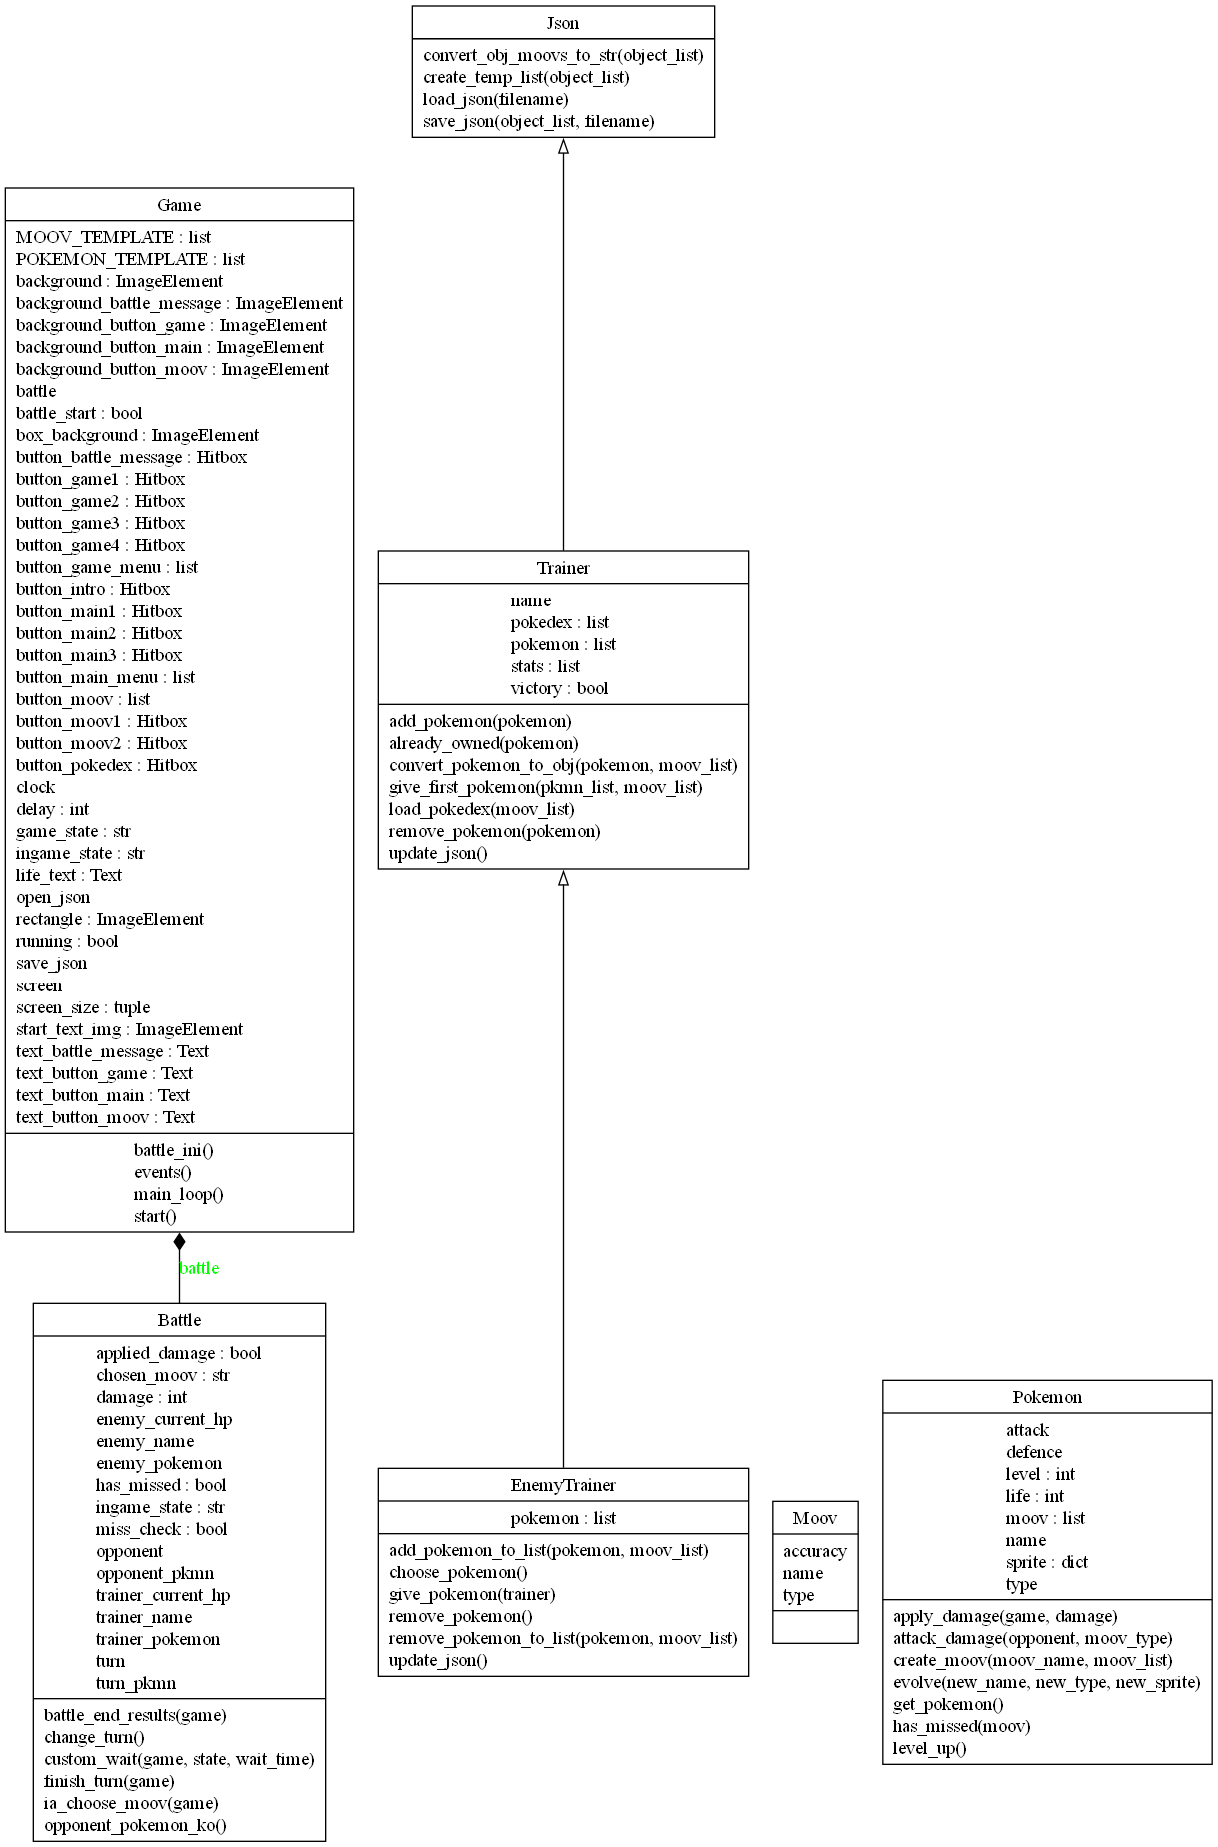 Json
convert_obj_moovs_to_str(object_list)
create_temp_list(object_list)
load_json(filename)
save_json(object_list, filename)
Game
MOOV_TEMPLATE : list
POKEMON_TEMPLATE : list
background : ImageElement
background_battle_message : ImageElement
background_button_game : ImageElement
background_button_main : ImageElement
background_button_moov : ImageElement
battle
battle_start : bool
box_background : ImageElement
button_battle_message : Hitbox
button_game1 : Hitbox
button_game2 : Hitbox
button_game3 : Hitbox
button_game4 : Hitbox
button_game_menu : list
button_intro : Hitbox
button_main1 : Hitbox
button_main2 : Hitbox
button_main3 : Hitbox
button_main_menu : list
button_moov : list
button_moov1 : Hitbox
button_moov2 : Hitbox
button_pokedex : Hitbox
clock
delay : int
game_state : str
ingame_state : str
life_text : Text
open_json
rectangle : ImageElement
running : bool
save_json
screen
screen_size : tuple
start_text_img : ImageElement
text_battle_message : Text
text_button_game : Text
text_button_main : Text
text_button_moov : Text
battle_ini()
events()
main_loop()
start()
Trainer
name
pokedex : list
pokemon : list
stats : list
victory : bool
add_pokemon(pokemon)
already_owned(pokemon)
convert_pokemon_to_obj(pokemon, moov_list)
give_first_pokemon(pkmn_list, moov_list)
load_pokedex(moov_list)
remove_pokemon(pokemon)
update_json()
battle
Battle
applied_damage : bool
chosen_moov : str
damage : int
enemy_current_hp
enemy_name
enemy_pokemon
has_missed : bool
ingame_state : str
miss_check : bool
opponent
opponent_pkmn
trainer_current_hp
trainer_name
trainer_pokemon
turn
turn_pkmn
battle_end_results(game)
change_turn()
custom_wait(game, state, wait_time)
finish_turn(game)
ia_choose_moov(game)
opponent_pokemon_ko()
EnemyTrainer
pokemon : list
add_pokemon_to_list(pokemon, moov_list)
choose_pokemon()
give_pokemon(trainer)
remove_pokemon()
remove_pokemon_to_list(pokemon, moov_list)
update_json()
Moov
accuracy
name
type
Pokemon
attack
defence
level : int
life : int
moov : list
name
sprite : dict
type
apply_damage(game, damage)
attack_damage(opponent, moov_type)
create_moov(moov_name, moov_list)
evolve(new_name, new_type, new_sprite)
get_pokemon()
has_missed(moov)
level_up()